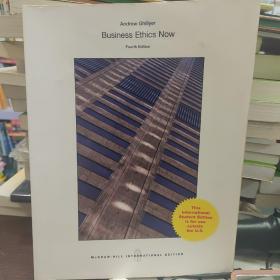 Andrew Ghillyer
Business Ethics Now
Fourth Edition
This
International
Student Edition
is for use
outside
the U.S.
McGRAW-HILL INTERNATIONAL EDITION